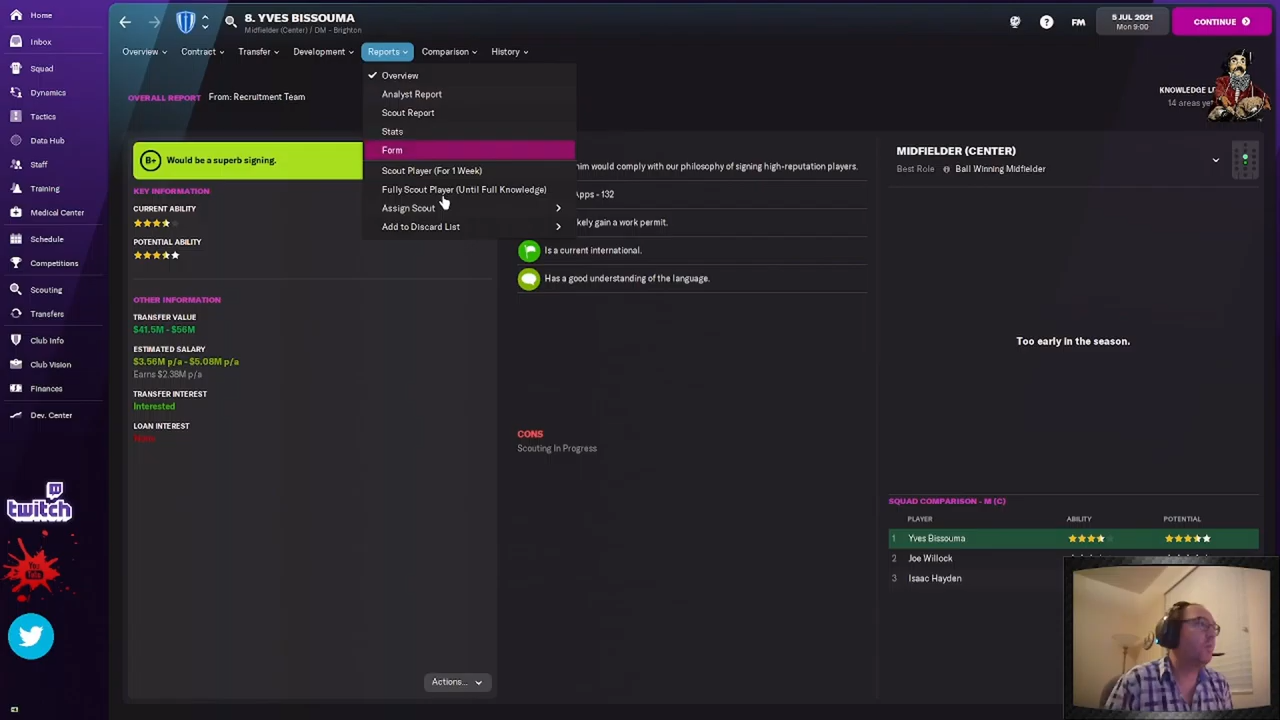 Home
Inbox
Squad
Dynamics
Tactics
Data Hub
Staff
Training
Medical Center
Schedule
Competitions
Scouting
Transfers
Club Info
Club Vision
Finances
Dev. Center
twitch
8. YVES BISSOUMA
Midfielder (Center) / DM - Brighton
FM
5 JUL 2021
Mon 9:00
CONTINUE
Overview
Contract
Transfer
Development
Reports
Comparison
History
Overview
Analyst Report
Scout Report
Stats
Form
Scout Player (For 1 Week)
Fully Scout Player (Until Full Knowledge)
Assign Scout
Add to Discard List
OVERALL REPORT From: Recruitment Team
KNOWLEDGE
14 areas yet
B+ Would be a superb signing.
KEY INFORMATION
CURRENT ABILITY
POTENTIAL ABILITY
OTHER INFORMATION
TRANSFER VALUE
$41.5M - $56M
ESTIMATED SALARY
$3.56M p/a - $5.08M p/a
Earns $2.38M p/a
TRANSFER INTEREST
Interested
LOAN INTEREST
Actions...
him would comply with our philosophy of signing high-reputation players.
Apps - 132
kely gain a work permit.
Is a current international.
Has a good understanding of the language.
CONS
Scouting In Progress
MIDFIELDER (CENTER)
Best Role Ball Winning Midfielder
Too early in the season.
SQUAD COMPARISON - M (C)
PLAYER ABILITY POTENTIAL
1 Yves Bissouma
2 Joe Willock
3 Isaac Hayden